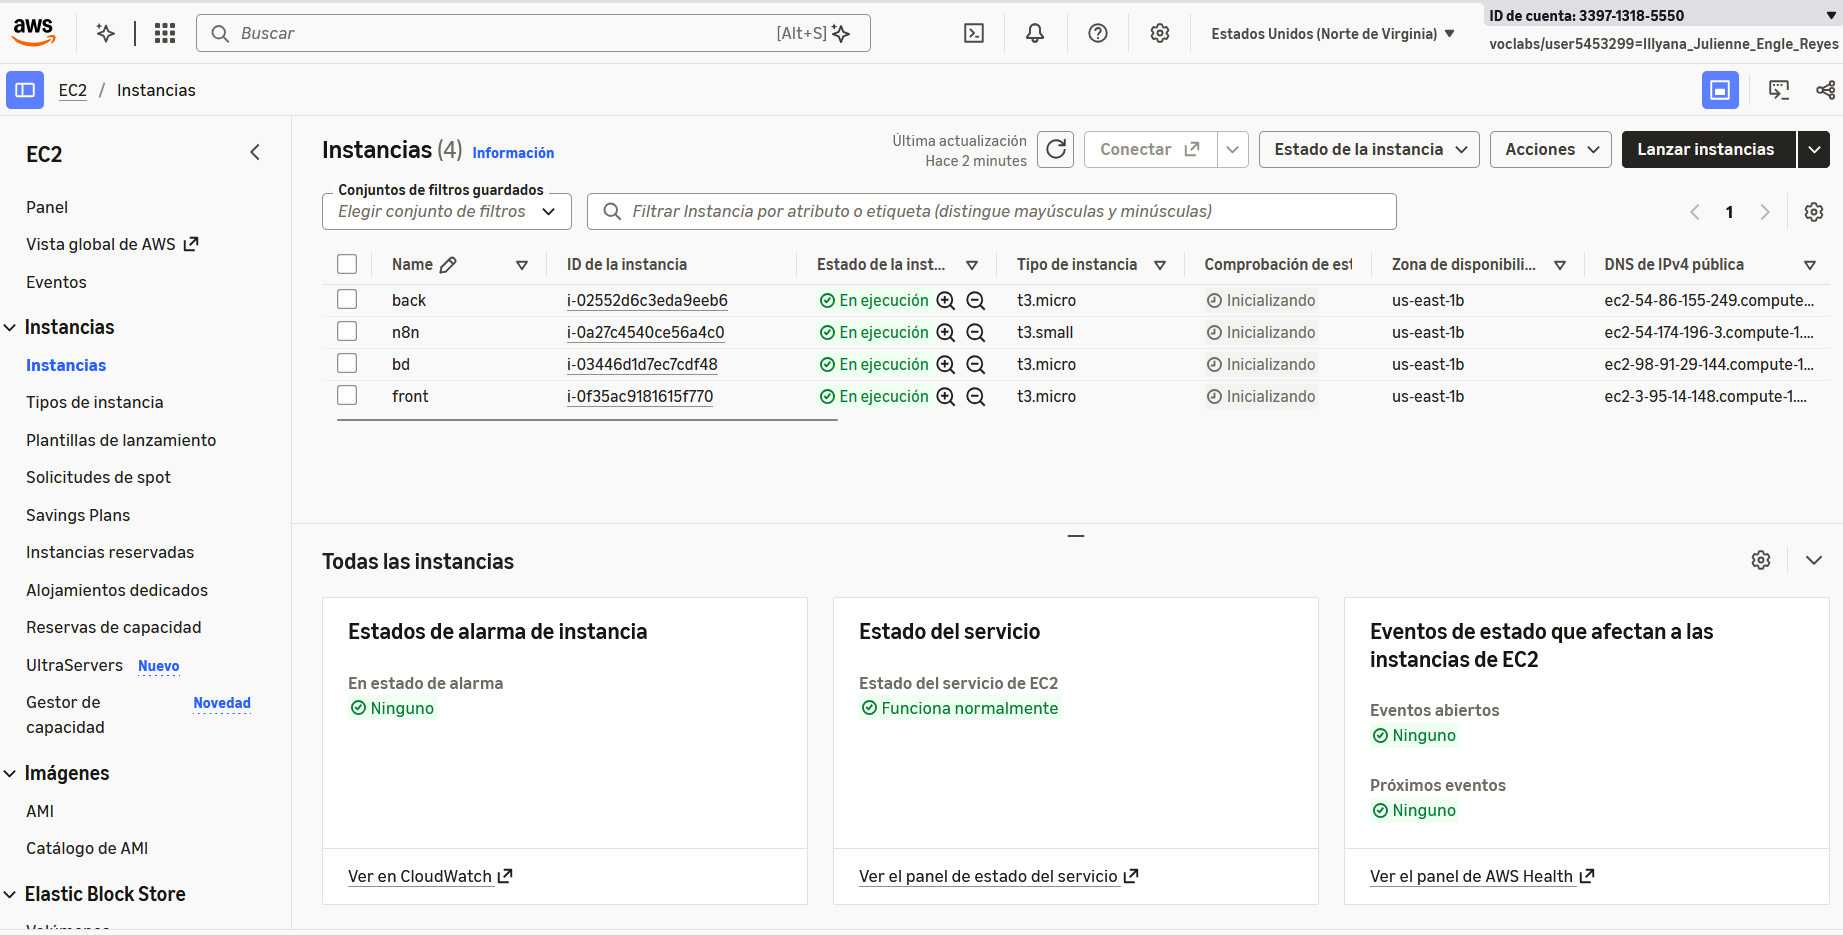 aws
Buscar [Alt+S]
Estados Unidos (Norte de Virginia)
ID de cuenta: 3397-1318-5550
voclabs/user5453299=Illyana_Julienne_Engle_Reyes
EC2 / Instancias
EC2
Panel
Vista global de AWS
Eventos
Instancias
Instancias
Tipos de instancia
Plantillas de lanzamiento
Solicitudes de spot
Savings Plans
Instancias reservadas
Alojamientos dedicados
Reservas de capacidad
UltraServers Nuevo
Gestor de capacidad Novedad
Imágenes
AMI
Catálogo de AMI
Elastic Block Store
Volúmenes
Instancias (4) Información
Última actualización
Hace 2 minutes
Conectar
Estado de la instancia
Acciones
Lanzar instancias
Conjuntos de filtros guardados
Elegir conjunto de filtros
Filtrar Instancia por atributo o etiqueta (distingue mayúsculas y minúsculas)
1
Name ID de la instancia Estado de la inst... Tipo de instancia Comprobación de est Zona de disponibili... DNS de IPv4 pública
back i-02552d6c3eda9eeb6 En ejecución t3.micro Inicializando us-east-1b ec2-54-86-155-249.compute...
n8n i-0a27c4540ce56a4c0 En ejecución t3.small Inicializando us-east-1b ec2-54-174-196-3.compute-1....
bd i-03446d1d7ec7cdf48 En ejecución t3.micro Inicializando us-east-1b ec2-98-91-29-144.compute-1...
front i-0f35ac9181615f770 En ejecución t3.micro Inicializando us-east-1b ec2-3-95-14-148.compute-1....
Todas las instancias
Estados de alarma de instancia
En estado de alarma
Ninguno
Ver en CloudWatch
Estado del servicio
Estado del servicio de EC2
Funciona normalmente
Ver el panel de estado del servicio
Eventos de estado que afectan a las
instancias de EC2
Eventos abiertos
Ninguno
Próximos eventos
Ninguno
Ver el panel de AWS Health